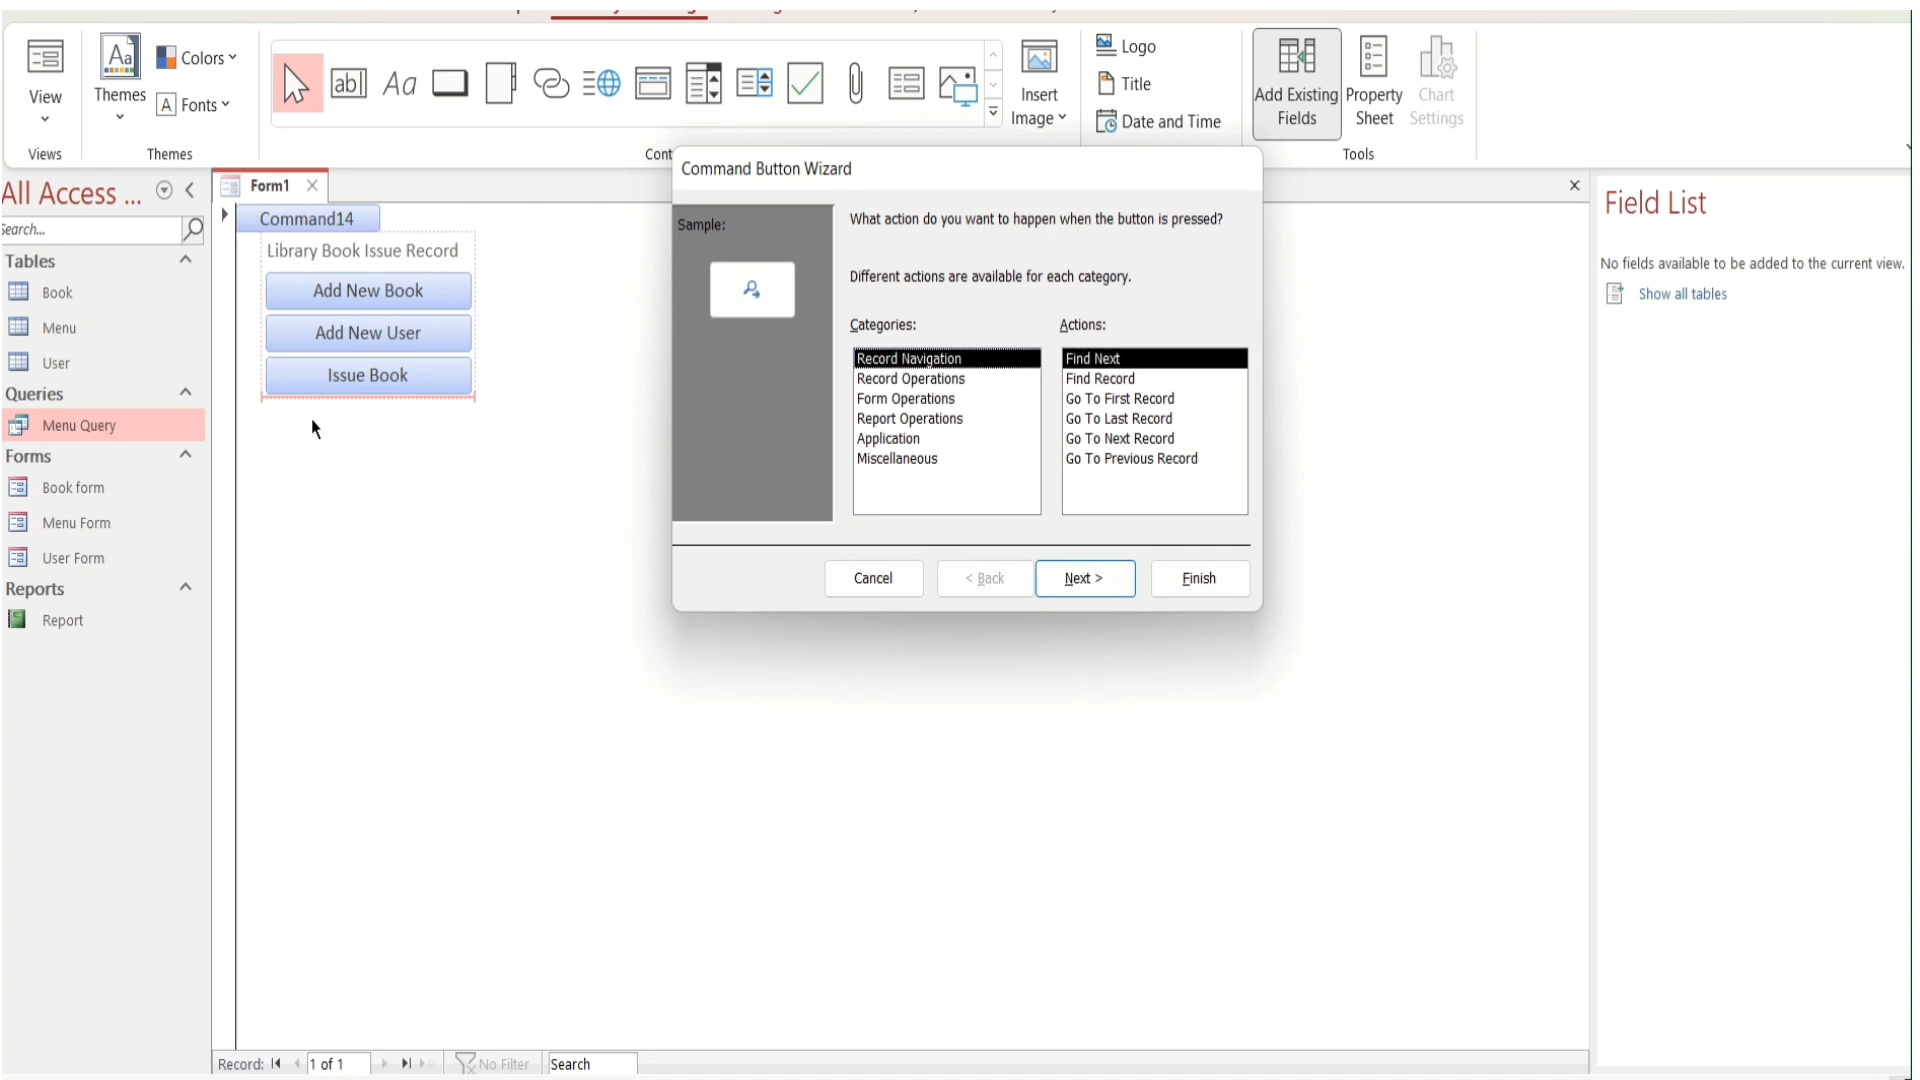 View
Views
Aa
Themes
Colors
A Fonts
Themes
ab
Aa
Insert
Image
Logo
Title
Date and Time
Add Existing
Fields
Property
Sheet
Chart
Settings
Tools
All Access ...
Search...
Tables
Book
Menu
User
Queries
Menu Query
Forms
Book form
Menu Form
User Form
Reports
Report
Form1
Command14
Library Book Issue Record
Add New Book
Add New User
Issue Book
Command Button Wizard
Sample:
What action do you want to happen when the button is pressed?
Different actions are available for each category.
Categories:
Actions:
Record Navigation
Record Operations
Form Operations
Report Operations
Application
Miscellaneous
Find Next
Find Record
Go To First Record
Go To Last Record
Go To Next Record
Go To Previous Record
Cancel
< Back
Next >
Finish
Field List
No fields available to be added to the current view.
Show all tables
Record:
1 of 1
No Filter
Search